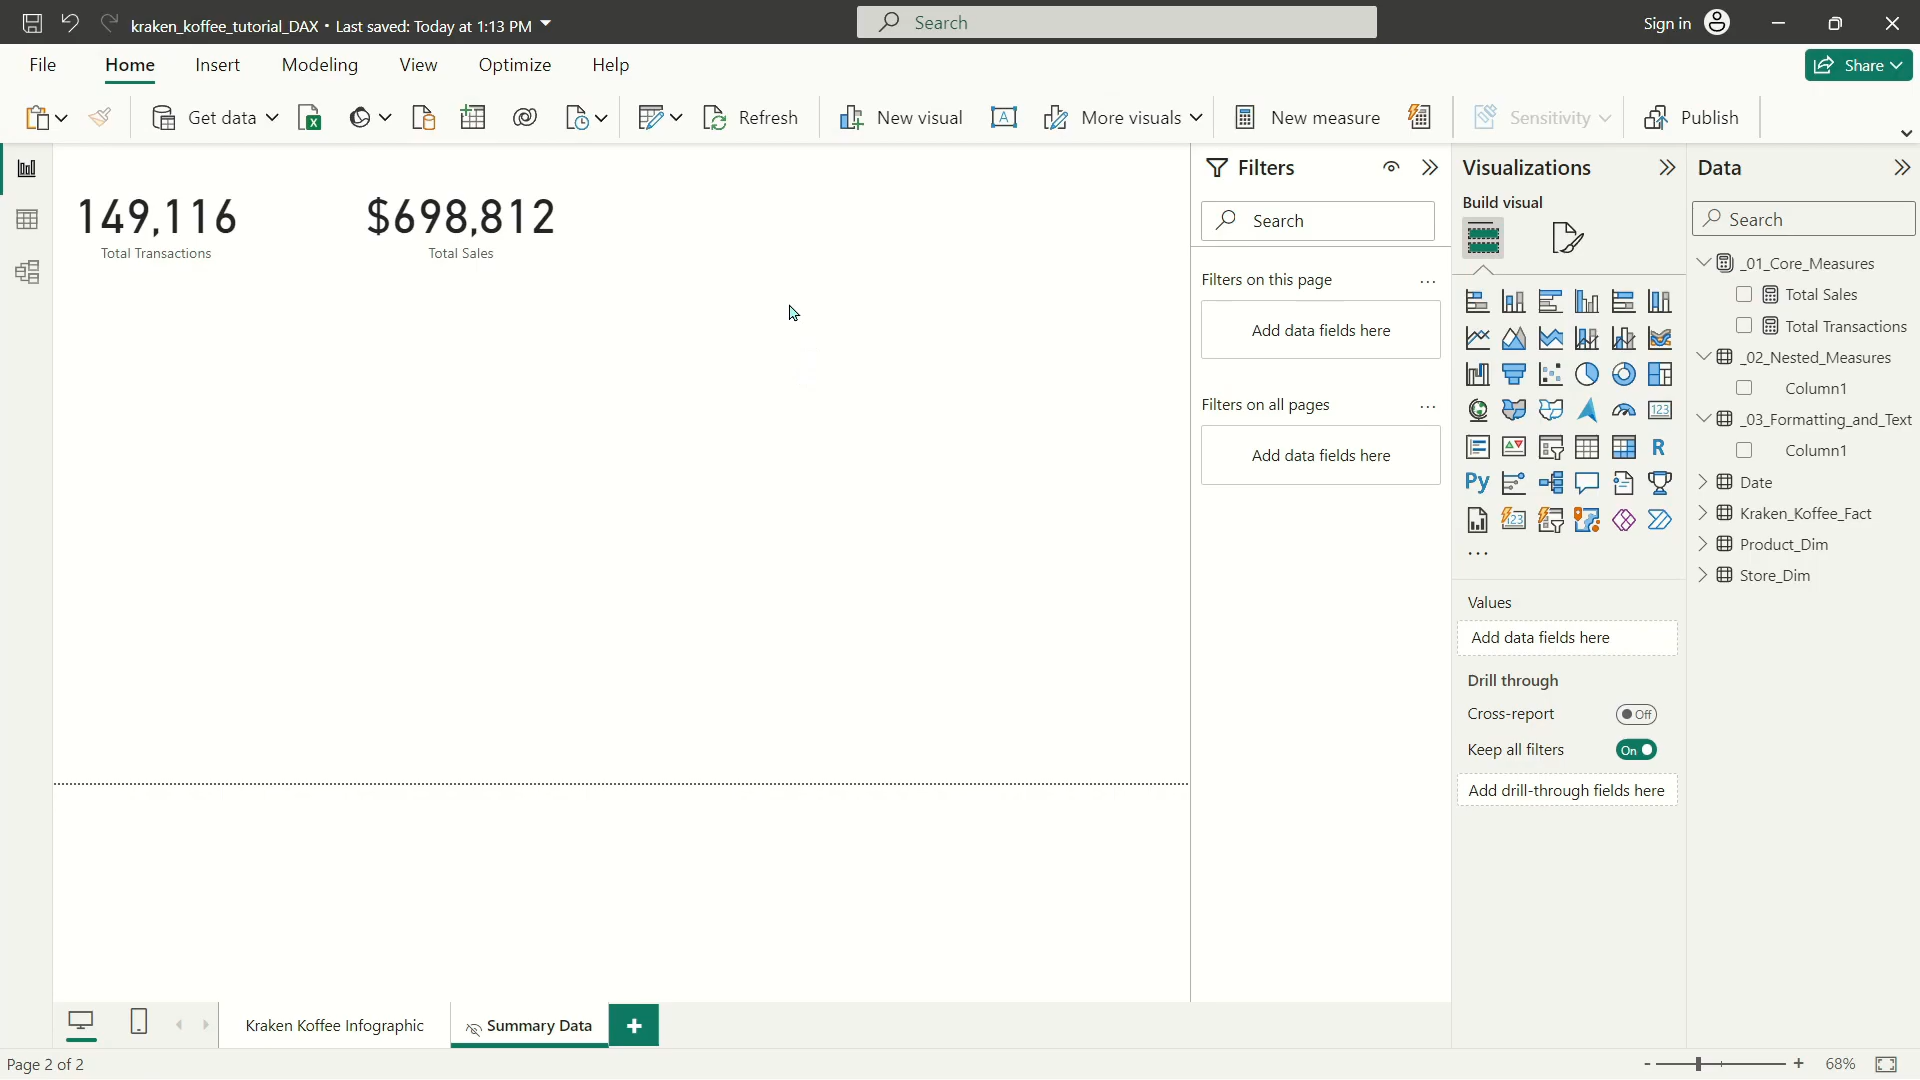 kraken_koffee_tutorial_DAX • Last saved: Today at 1:13 PM
Search
Sign in
File Home Insert Modeling View Optimize Help
Share
Get data
Refresh
New visual
A
More visuals
New measure
Sensitivity
Publish
149,116
Total Transactions
$698,812
Total Sales
Filters
Search
Filters on this page
...
Add data fields here
Filters on all pages
...
Add data fields here
Visualizations
Build visual
123
R
Py
123
...
Values
Add data fields here
Drill through
Cross-report
Off
Keep all filters
On
Add drill-through fields here
Data
Search
_01_Core_Measures
Total Sales
Total Transactions
_02_Nested_Measures
Column1
_03_Formatting_and_Text
Column1
Date
Kraken_Koffee_Fact
Product_Dim
Store_Dim
Kraken Koffee Infographic
Summary Data
+
Page 2 of 2
- + 68%